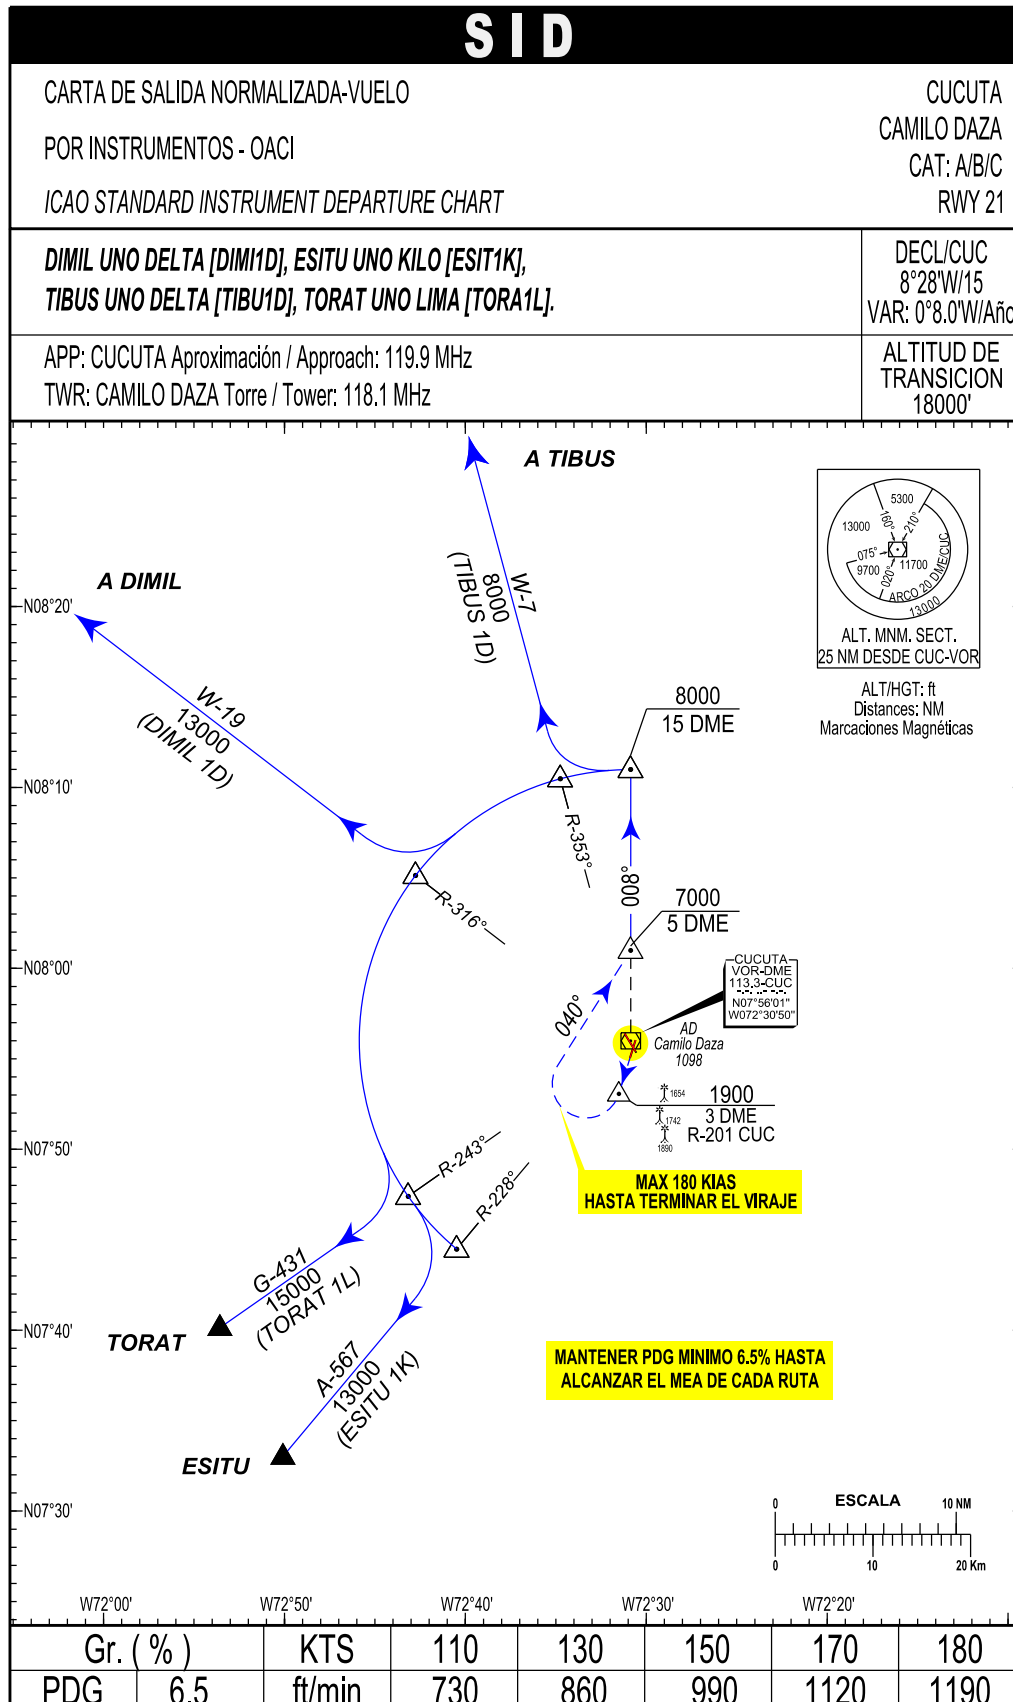 SID
CARTA DE SALIDA NORMALIZADA-VUELO
POR INSTRUMENTOS - OACI
ICAO STANDARD INSTRUMENT DEPARTURE CHART
CUCUTA
CAMILO DAZA
CAT: A/B/C
RWY 21
DIMIL UNO DELTA [DIMI1D], ESITU UNO KILO [ESIT1K],
TIBUS UNO DELTA [TIBU1D], TORAT UNO LIMA [TORA1L].
DECL/CUC
8°28'W/15
VAR: 0°8.0'W/Año
APP: CUCUTA Aproximación / Approach: 119.9 MHz
TWR: CAMILO DAZA Torre / Tower: 118.1 MHz
ALTITUD DE
TRANSICION
18000'
A TIBUS
W-7
8000
(TIBUS 1D)
A DIMIL
W-19
13000
(DIMIL 1D)
5300
13000
160°
210°
075°
9700
020°
11700
ARCO 20 DME/CUC
13000
ALT. MNM. SECT.
25 NM DESDE CUC-VOR
ALT/HGT: ft
Distances: NM
Marcaciones Magnéticas
N08°20'
N08°10'
N08°00'
N07°50'
N07°40'
N07°30'
8000
15 DME
R-353°
R-316°
008°
7000
5 DME
040°
CUCUTA
VOR-DME
113.3-CUC
N07°56'01"
W072°30'50"
AD
Camilo Daza
1098
1654
1742
1890
1900
3 DME
R-201 CUC
MAX 180 KIAS
HASTA TERMINAR EL VIRAJE
R-243°
R-228°
G-431
15000
(TORAT 1L)
TORAT
A-567
13000
(ESITU 1K)
ESITU
MANTENER PDG MINIMO 6.5% HASTA
ALCANZAR EL MEA DE CADA RUTA
0 ESCALA 10 NM
0 10 20 Km
W72°00' W72°50' W72°40' W72°30' W72°20'
Gr. ( % ) KTS 110 130 150 170 180
PDG 6.5 ft/min 730 860 990 1120 1190